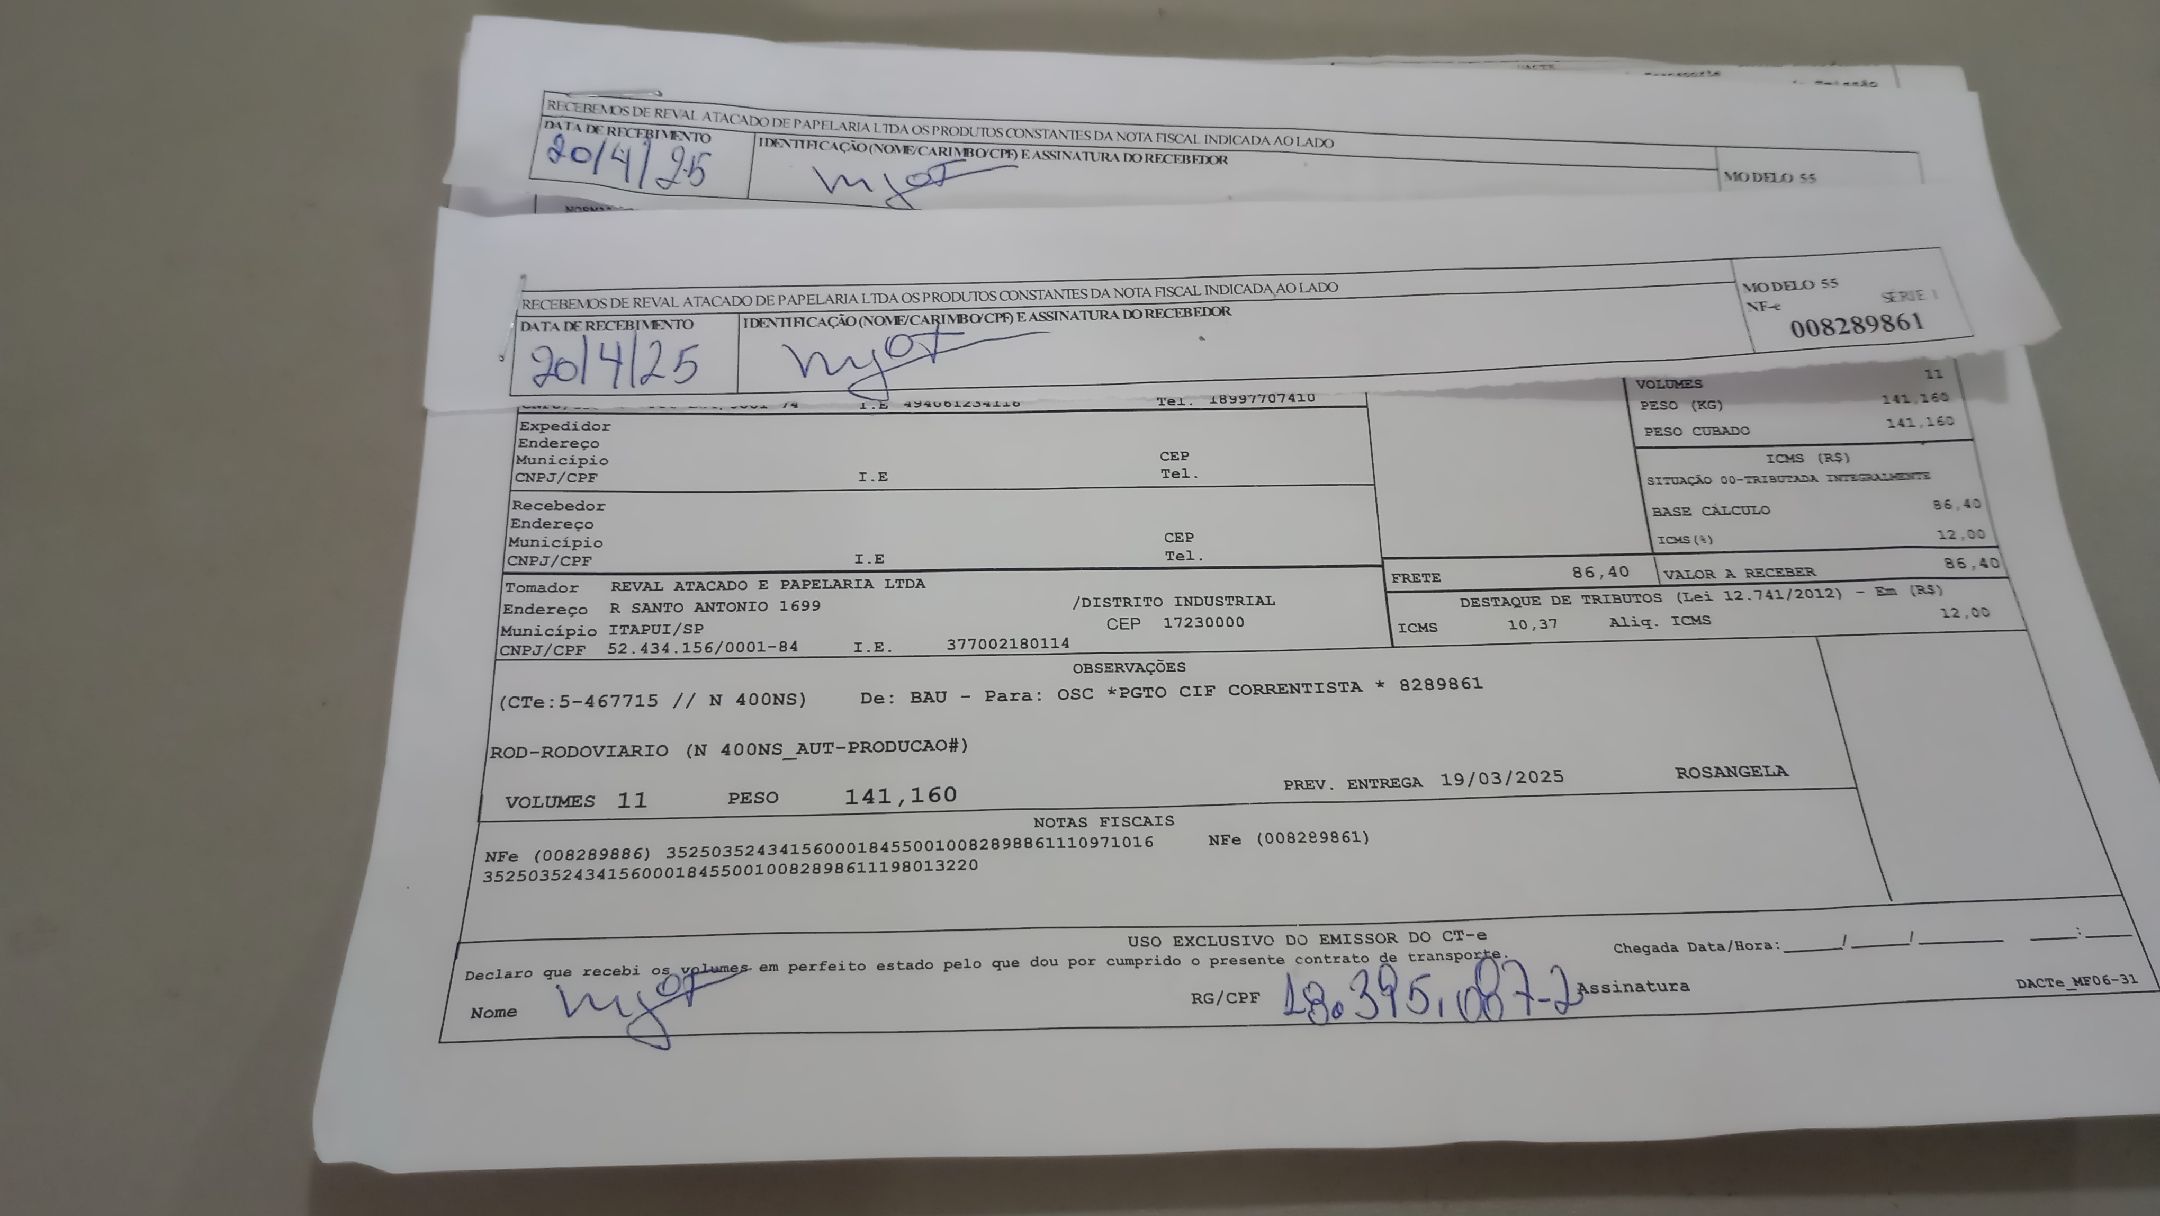 DACTE
RECEBEMOS DE REVAL ATACADO DE PAPELARIA LTDA OS PRODUTOS CONSTANTES DA NOTA FISCAL INDICADA AO LADO
DATA DE RECEBIMENTO IDENTIFICAÇÃO (NOME/CARIMBO/CPF) E ASSINATURA DO RECEBEDOR
MODELO 55
20/4/25
RECEBEMOS DE REVAL ATACADO DE PAPELARIA LTDA OS PRODUTOS CONSTANTES DA NOTA FISCAL INDICADA AO LADO
MODELO 55
DATA DE RECEBIMENTO IDENTIFICAÇÃO (NOME/CARIMBO/CPF) E ASSINATURA DO RECEBEDOR
NF-e SÉRIE 1
008289861
20/4/25
I.E 494061234116 Tel. 18997707410
VOLUMES 11
PESO (KG) 141,160
PESO CUBADO 141,160
Expedidor
Endereço
Município CEP
CNPJ/CPF I.E Tel.
ICMS (R$)
SITUAÇÃO 00-TRIBUTADA INTEGRALMENTE
BASE CÁLCULO 86,40
ICMS(%) 12,00
Recebedor
Endereço
Município CEP
CNPJ/CPF I.E Tel.
FRETE 86,40 VALOR A RECEBER 86,40
DESTAQUE DE TRIBUTOS (Lei 12.741/2012) - Em (R$)
ICMS 10,37 Aliq. ICMS 12,00
Tomador REVAL ATACADO E PAPELARIA LTDA
Endereço R SANTO ANTONIO 1699 /DISTRITO INDUSTRIAL
Município ITAPUI/SP CEP 17230000
CNPJ/CPF 52.434.156/0001-84 I.E. 377002180114
OBSERVAÇÕES
(CTe:5-467715 // N 400NS) De: BAU - Para: OSC *PGTO CIF CORRENTISTA * 8289861
ROD-RODOVIARIO (N 400NS_AUT-PRODUCAO#)
VOLUMES 11 PESO 141,160 PREV. ENTREGA 19/03/2025 ROSANGELA
NOTAS FISCAIS
NFe (008289886) 35250352434156000184550010082898861110971016 NFe (008289861)
35250352434156000184550010082898611198013220
USO EXCLUSIVO DO EMISSOR DO CT-e
Declaro que recebi os volumes em perfeito estado pelo que dou por cumprido o presente contrato de transporte.
Chegada Data/Hora:____/____/______ ___:___
Nome RG/CPF 18.395.087-2 Assinatura
DACTe_MF06-31